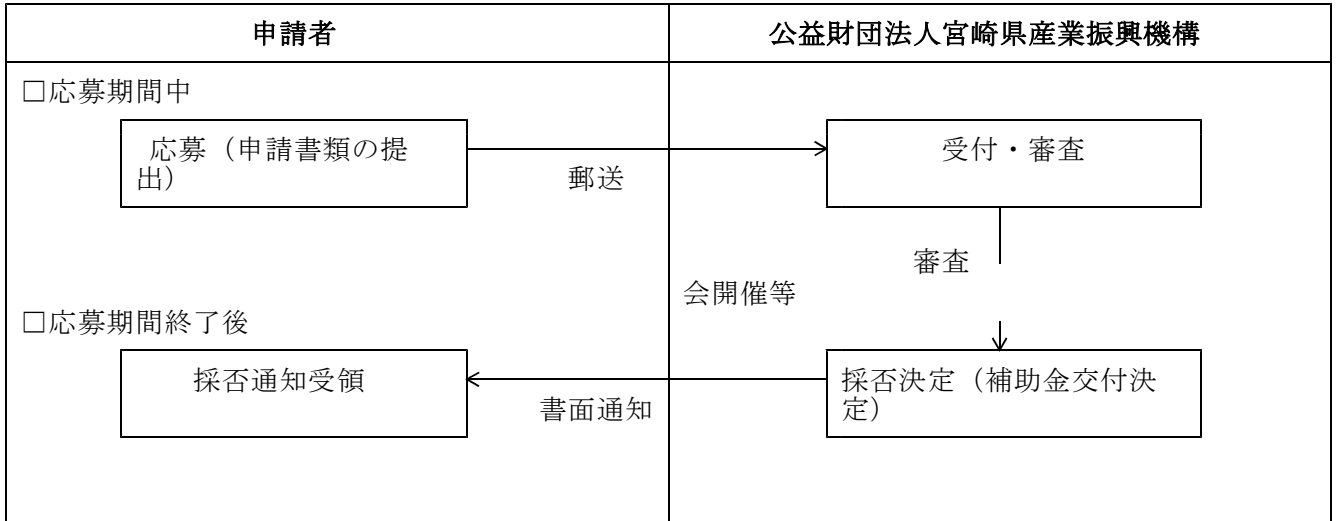 申請者
公益財団法人宮崎県産業振興機構
□応募期間中
応募（申請書類の提
出）
郵送
受付・審査
審査
会開催等
□応募期間終了後
採否通知受領
書面通知
採否決定（補助金交付決
定）